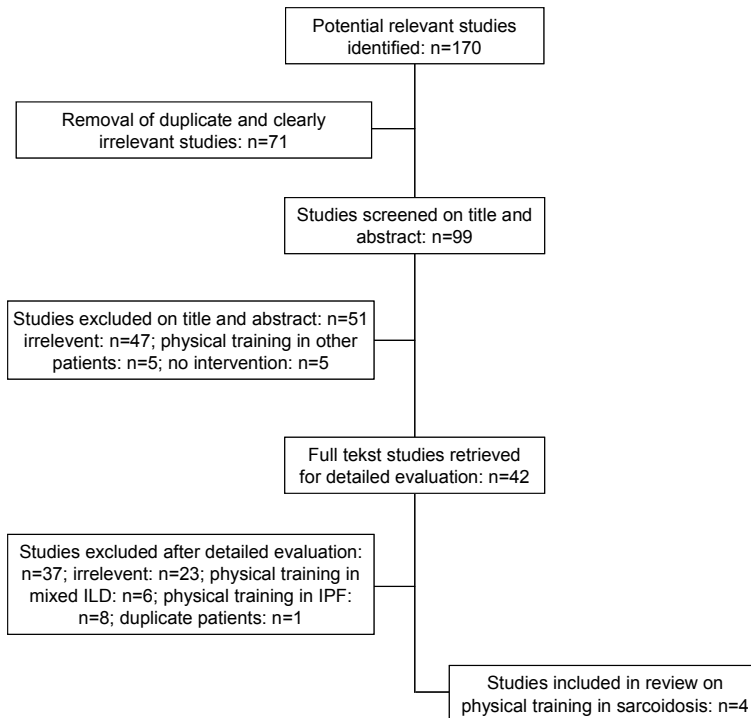 Potential relevant studies
identified: n=170
Removal of duplicate and clearly
irrelevant studies: n=71
Studies screened on title and
abstract: n=99
Studies excluded on title and abstract: n=51
irrelevent: n=47; physical training in other
patients: n=5; no intervention: n=5
Full tekst studies retrieved
for detailed evaluation: n=42
Studies excluded after detailed evaluation:
n=37; irrelevent: n=23; physical training in
mixed ILD: n=6; physical training in IPF:
n=8; duplicate patients: n=1
Studies included in review on
physical training in sarcoidosis: n=4